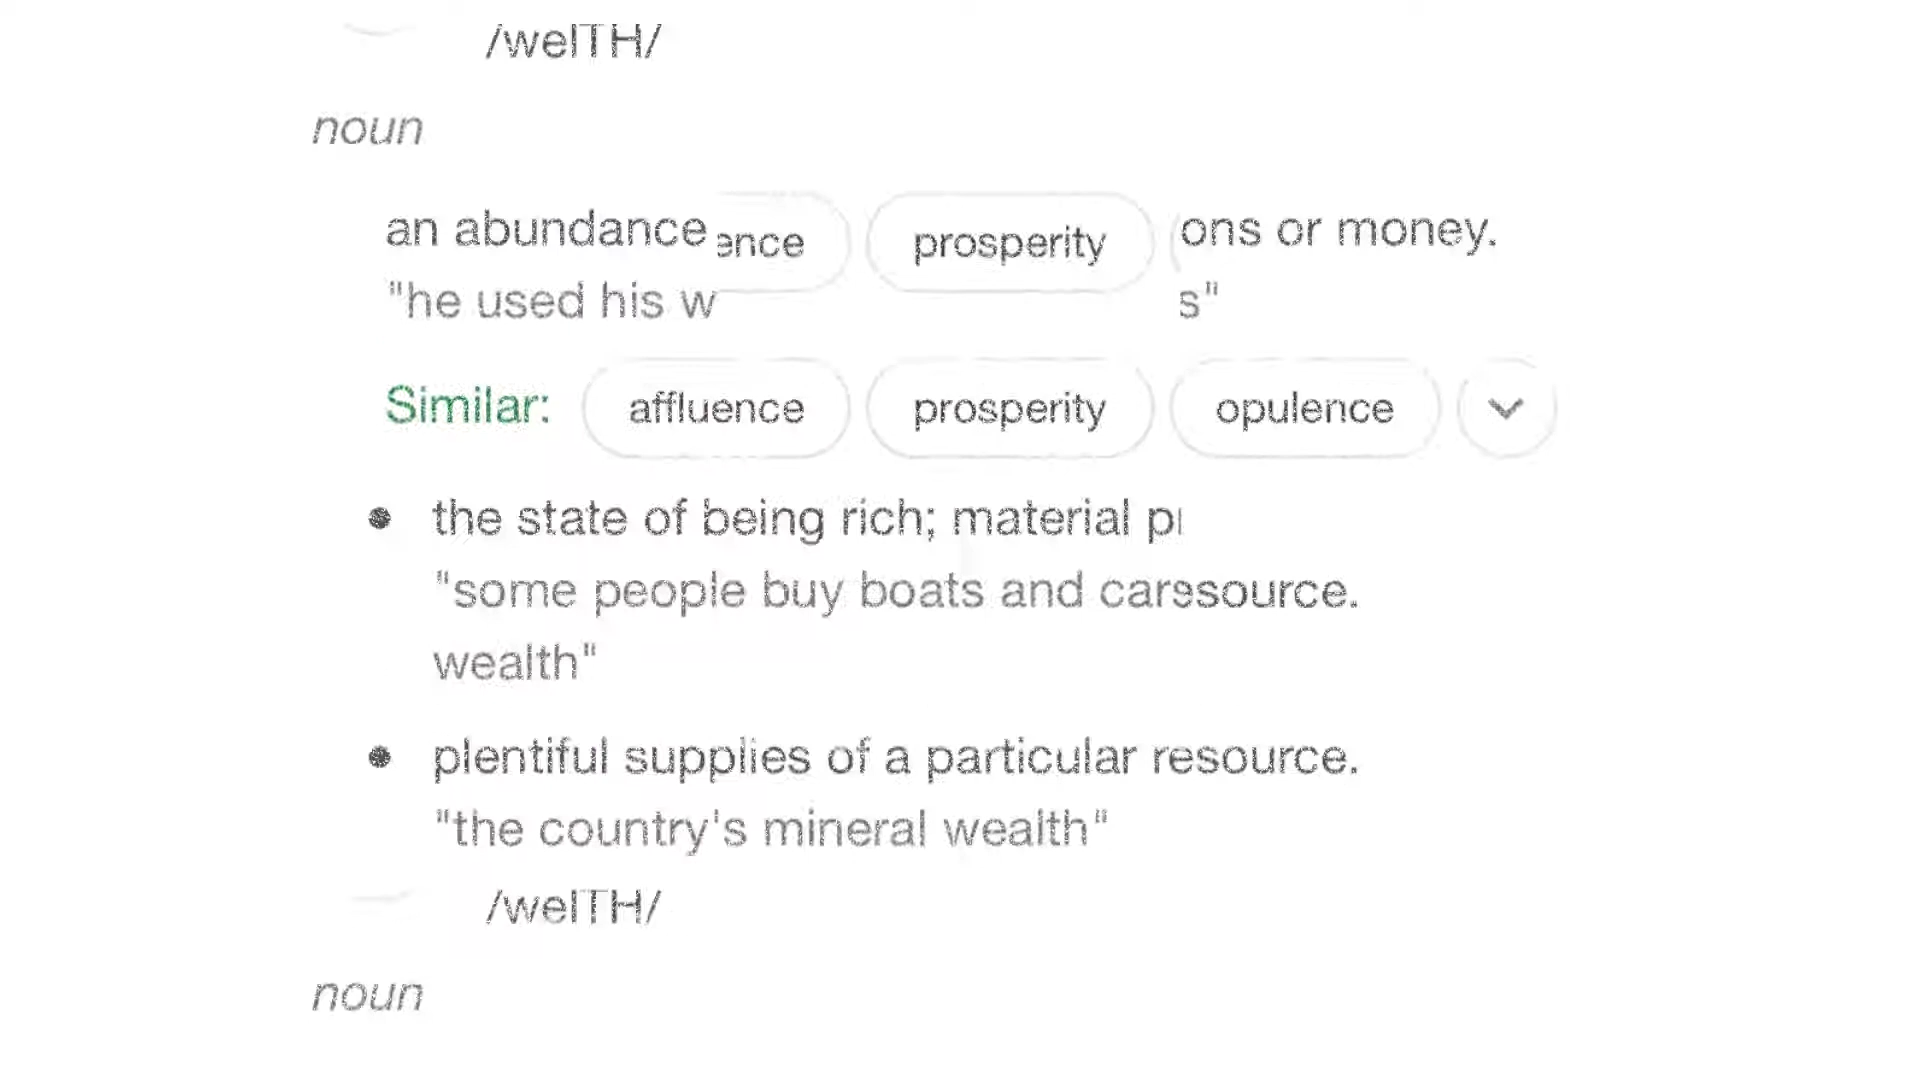 /welTH/
noun
an abundance ence prosperity ons or money.
"he used his w s"
Similar: affluence prosperity opulence
the state of being rich; material p
"some people buy boats and carssource.
wealth"
plentiful supplies of a particular resource.
"the country's mineral wealth"
/welTH/
noun